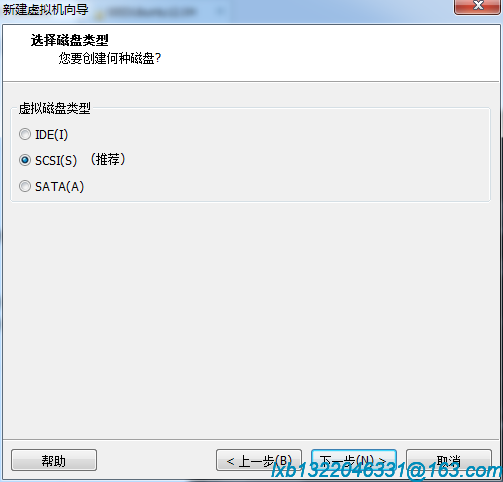 新建虚拟机向导
选择磁盘类型
您要创建何种磁盘?
虚拟磁盘类型
IDE(I)
SCSI(S) （推荐）
SATA(A)
帮助
< 上一步(B)
下一步(N) >
取消
lxb1322046331@163.com